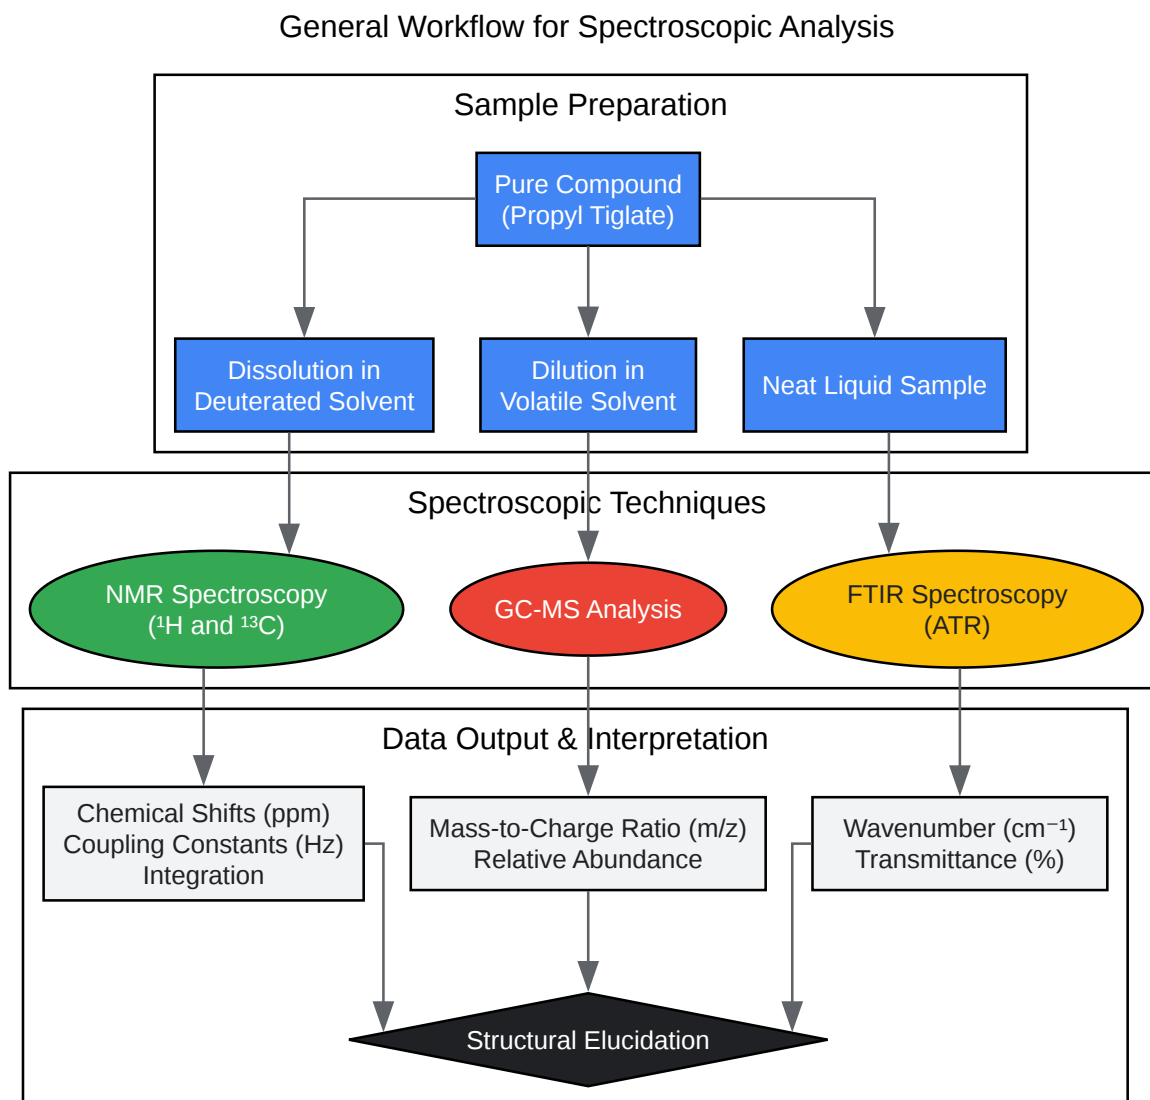 General Workflow for Spectroscopic Analysis
Sample Preparation
Pure Compound
(Propyl Tiglate)
Dissolution in
Deuterated Solvent
Dilution in
Volatile Solvent
Neat Liquid Sample
Spectroscopic Techniques
NMR Spectroscopy
(¹H and ¹³C)
GC-MS Analysis
FTIR Spectroscopy
(ATR)
Data Output & Interpretation
Chemical Shifts (ppm)
Coupling Constants (Hz)
Integration
Mass-to-Charge Ratio (m/z)
Relative Abundance
Wavenumber (cm⁻¹)
Transmittance (%)
Structural Elucidation